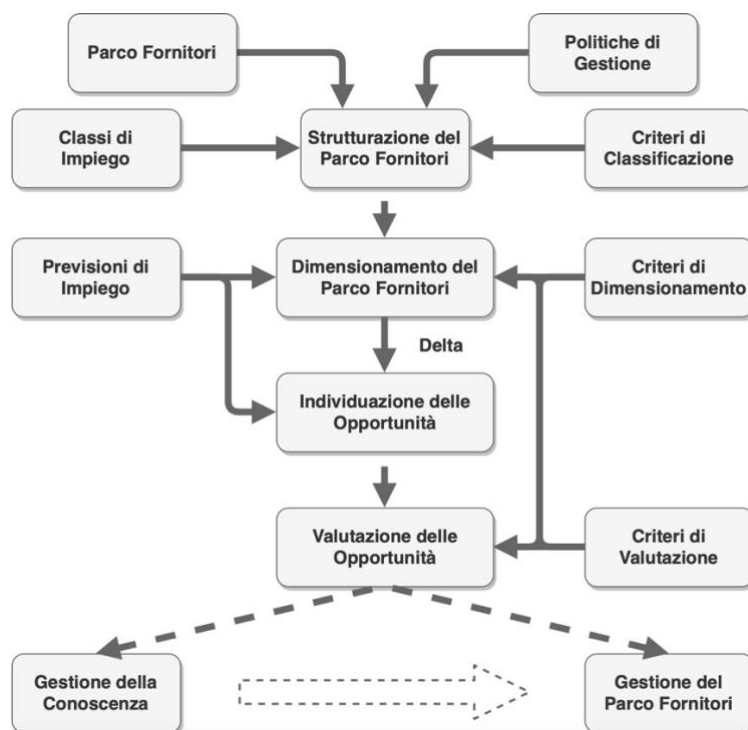 Parco Fornitori
Politiche di
Gestione
Classi di
Impiego
Strutturazione del
Parco Fornitori
Criteri di
Classificazione
Previsioni di
Impiego
Dimensionamento del
Parco Fornitori
Criteri di
Dimensionamento
Delta
Individuazione delle
Opportunità
Valutazione delle
Opportunità
Criteri di
Valutazione
Gestione della
Conoscenza
Gestione del
Parco Fornitori